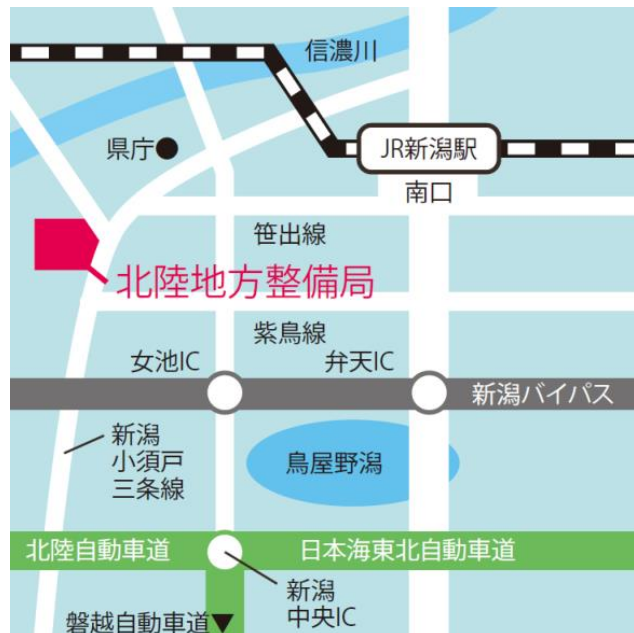 信濃川
県庁
JR新潟駅
南口
笹出線
北陸地方整備局
紫鳥線
女池IC
弁天IC
新潟バイパス
新潟
小須戸
三条線
鳥屋野潟
北陸自動車道
日本海東北自動車道
新潟
中央IC
磐越自動車道▼